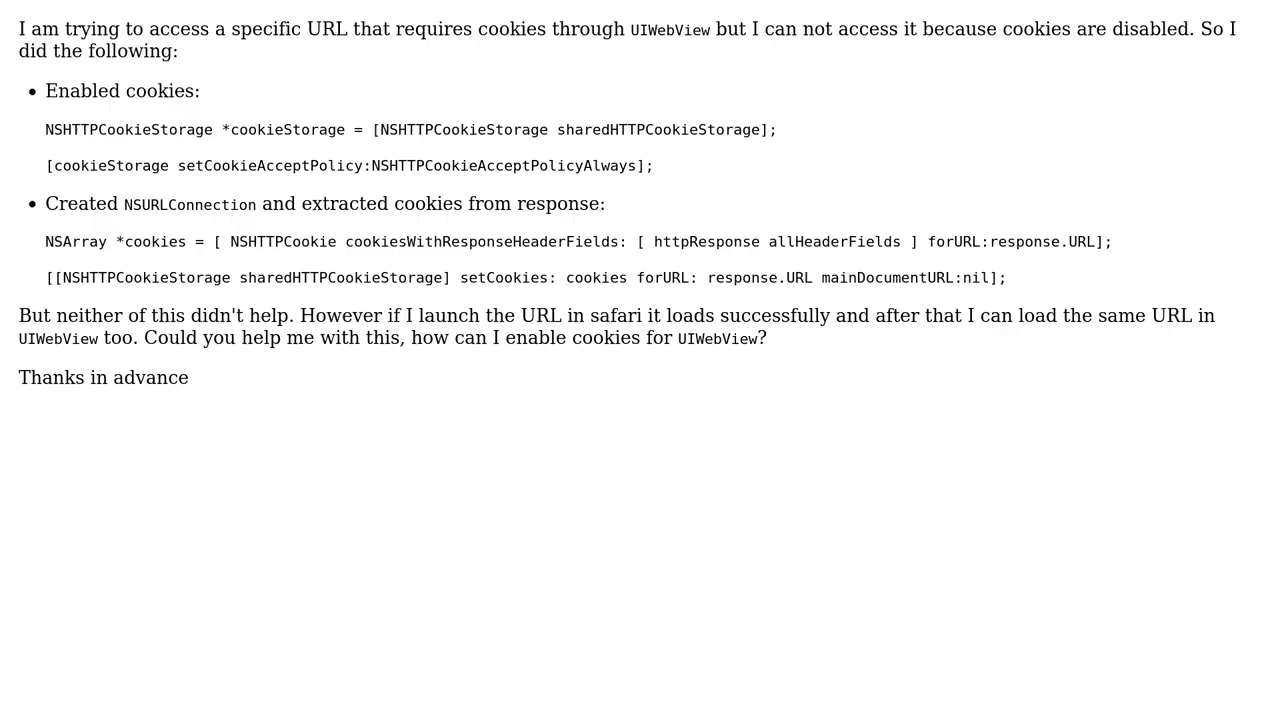 I am trying to access a specific URL that requires cookies through UIWebView but I can not access it because cookies are disabled. So I
did the following:
• Enabled cookies:
NSHTTPCookieStorage *cookieStorage = [NSHTTPCookieStorage sharedHTTPCookieStorage];
[cookieStorage setCookieAcceptPolicy:NSHTTPCookieAcceptPolicyAlways];
• Created NSURLConnection and extracted cookies from response:
NSArray *cookies = [ NSHTTPCookie cookiesWithResponseHeaderFields: [ httpResponse allHeaderFields ] forURL:response.URL];
[[NSHTTPCookieStorage sharedHTTPCookieStorage] setCookies: cookies forURL: response.URL mainDocumentURL:nil];
But neither of this didn't help. However if I launch the URL in safari it loads successfully and after that I can load the same URL in
UIWebView too. Could you help me with this, how can I enable cookies for UIWebView?
Thanks in advance